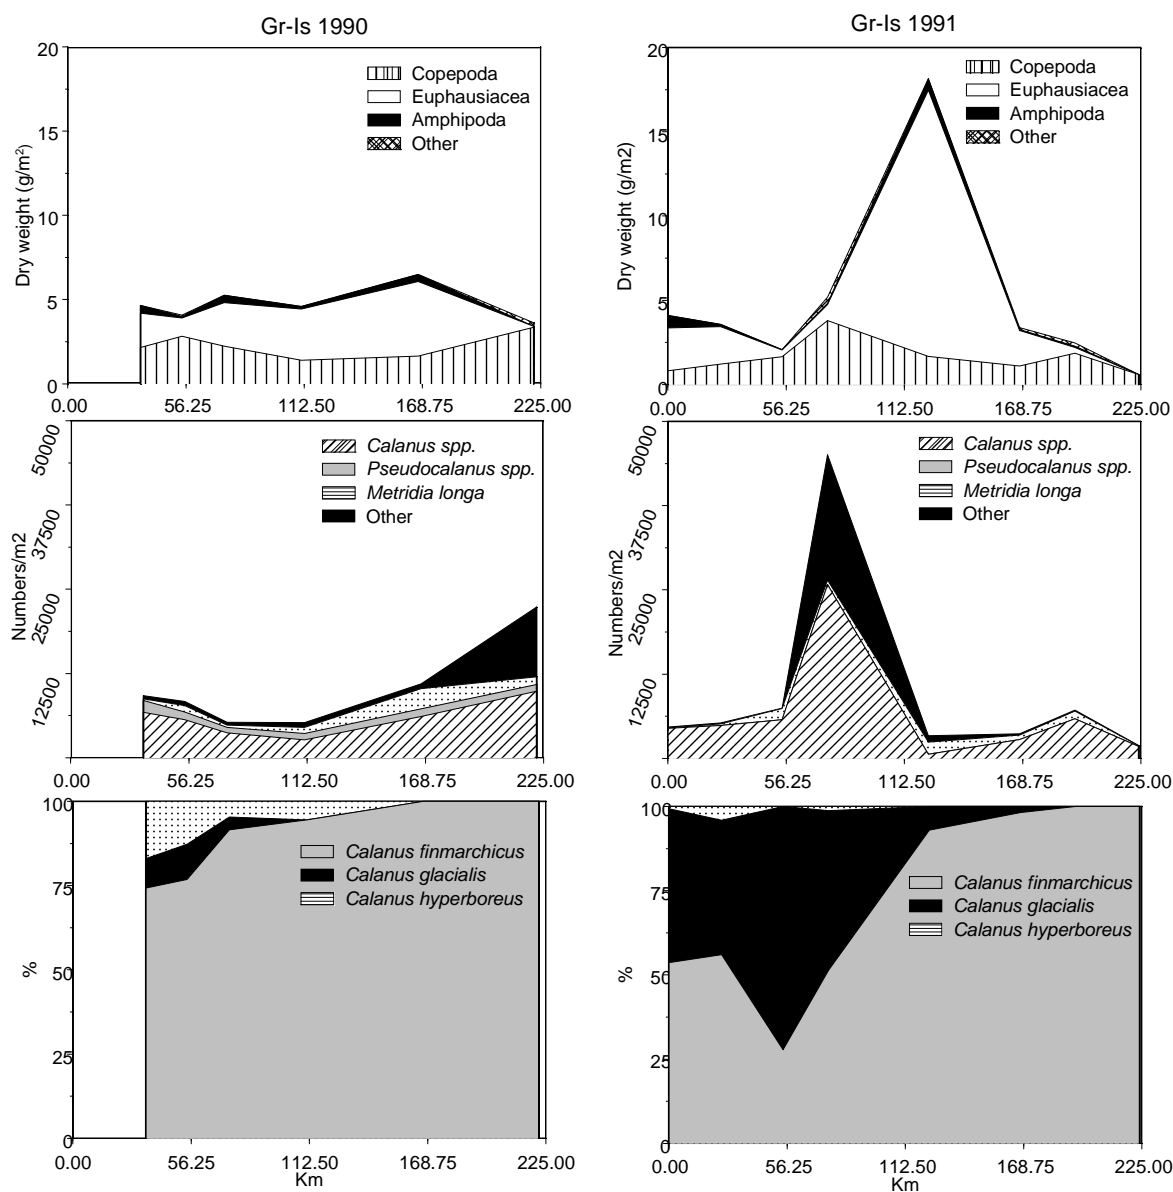 Gr-Is 1990
20
15
10
5
0
Dry weight (g/m²)
Copepoda
Euphausiacea
Amphipoda
Other
0.00 56.25 112.50 168.75 225.00
Gr-Is 1991
20
15
10
5
0
Dry weight (g/m2)
Copepoda
Euphausiacea
Amphipoda
Other
0.00 56.25 112.50 168.75 225.00
50000
37500
25000
12500
Numbers/m2
Calanus spp.
Pseudocalanus spp.
Metridia longa
Other
0.00 56.25 112.50 168.75 225.00
50000
37500
25000
12500
Numbers/m2
Calanus spp.
Pseudocalanus spp.
Metridia longa
Other
0.00 56.25 112.50 168.75 225.00
100
75
50
25
0
%
Calanus finmarchicus
Calanus glacialis
Calanus hyperboreus
0.00 56.25 112.50 168.75 225.00
Km
100
75
50
25
0
%
Calanus finmarchicus
Calanus glacialis
Calanus hyperboreus
0.00 56.25 112.50 168.75 225.00
Km